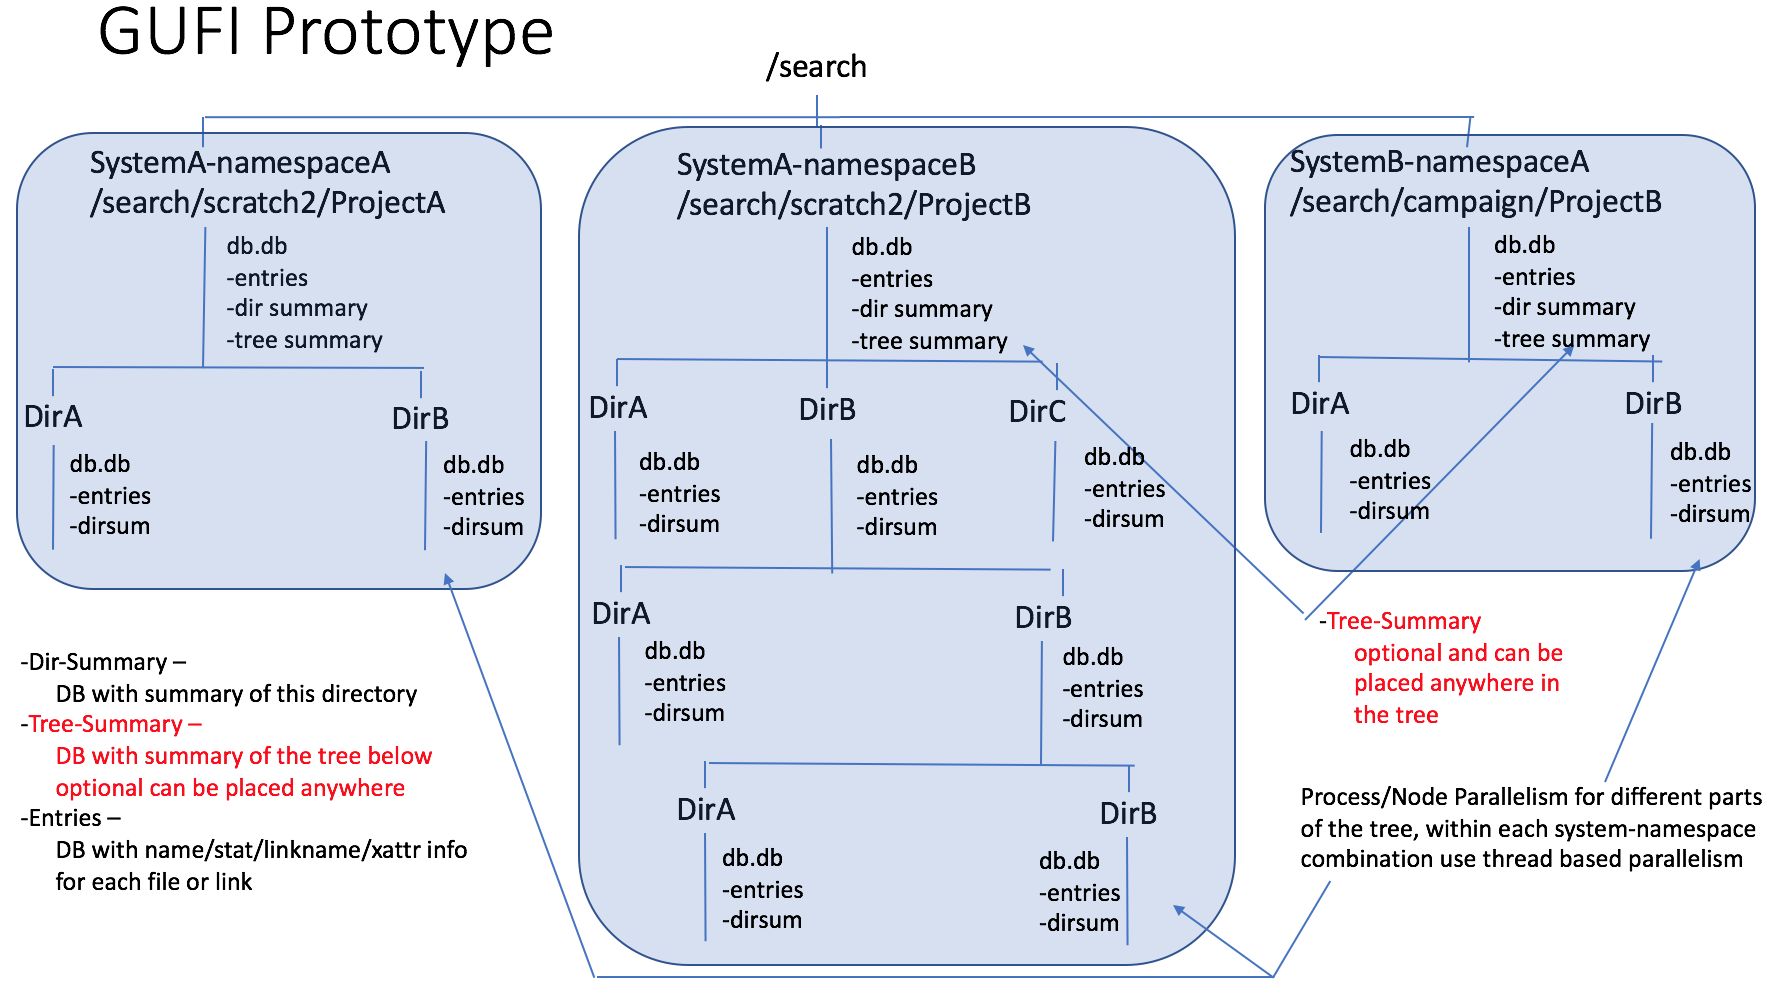 GUFI Prototype
/search
SystemA-namespaceA
/search/scratch2/ProjectA
db.db
-entries
-dir summary
-tree summary
DirA
db.db
-entries
-dirsum
DirB
db.db
-entries
-dirsum
SystemA-namespaceB
/search/scratch2/ProjectB
db.db
-entries
-dir summary
-tree summary
DirA
db.db
-entries
-dirsum
DirB
db.db
-entries
-dirsum
DirC
db.db
-entries
-dirsum
DirA
db.db
-entries
-dirsum
DirB
db.db
-entries
-dirsum
DirA
db.db
-entries
-dirsum
DirB
db.db
-entries
-dirsum
SystemB-namespaceA
/search/campaign/ProjectB
db.db
-entries
-dir summary
-tree summary
DirA
db.db
-entries
-dirsum
DirB
db.db
-entries
-dirsum
-Dir-Summary –
DB with summary of this directory
-Tree-Summary –
DB with summary of the tree below
optional can be placed anywhere
-Entries –
DB with name/stat/linkname/xattr info
for each file or link
-Tree-Summary
optional and can be
placed anywhere in
the tree
Process/Node Parallelism for different parts
of the tree, within each system-namespace
combination use thread based parallelism